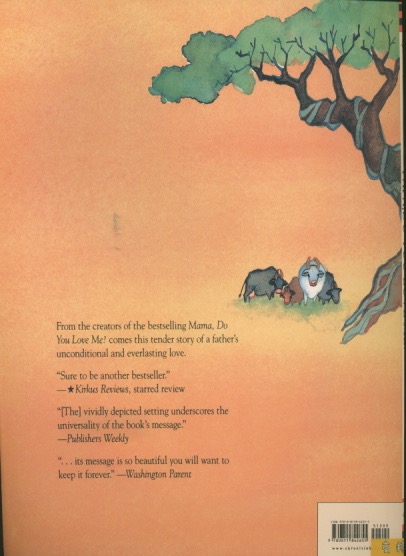 From the creators of the bestselling Mama, Do
You Love Me? comes this tender story of a father's
unconditional and everlasting love.
"Sure to be another bestseller."
—★Kirkus Reviews, starred review
"[The] vividly depicted setting underscores the
universality of the book's message."
—Publishers Weekly
". . . its message is so beautiful you will want to
keep it forever." —Washington Parent